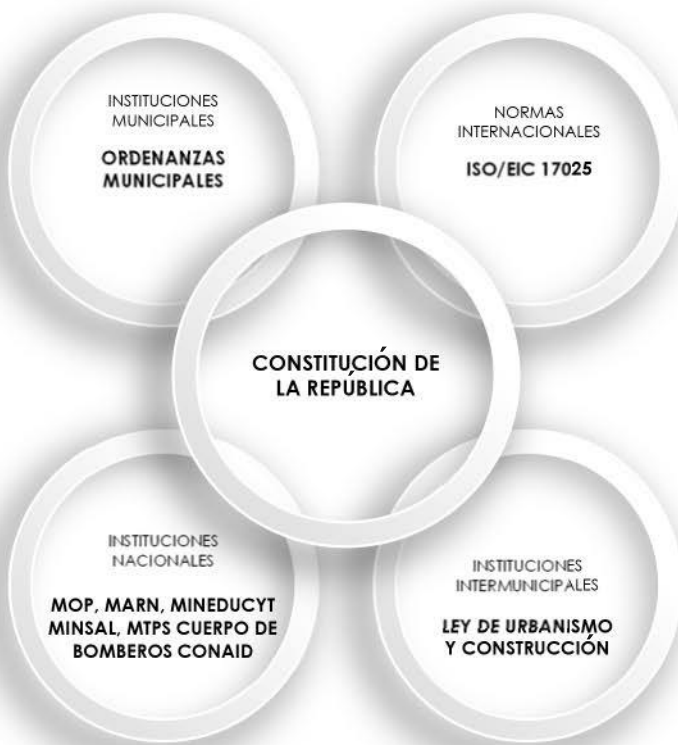 INSTITUCIONES
MUNICIPALES
ORDENANZAS
MUNICIPALES
NORMAS
INTERNACIONALES
ISO/EIC 17025
CONSTITUCIÓN DE
LA REPÚBLICA
INSTITUCIONES
NACIONALES
MOP, MARN, MINEDUCYT
MINSAL, MTPS CUERPO DE
BOMBEROS CONAID
INSTITUCIONES
INTERMUNICIPALES
LEY DE URBANISMO
Y CONSTRUCCIÓN